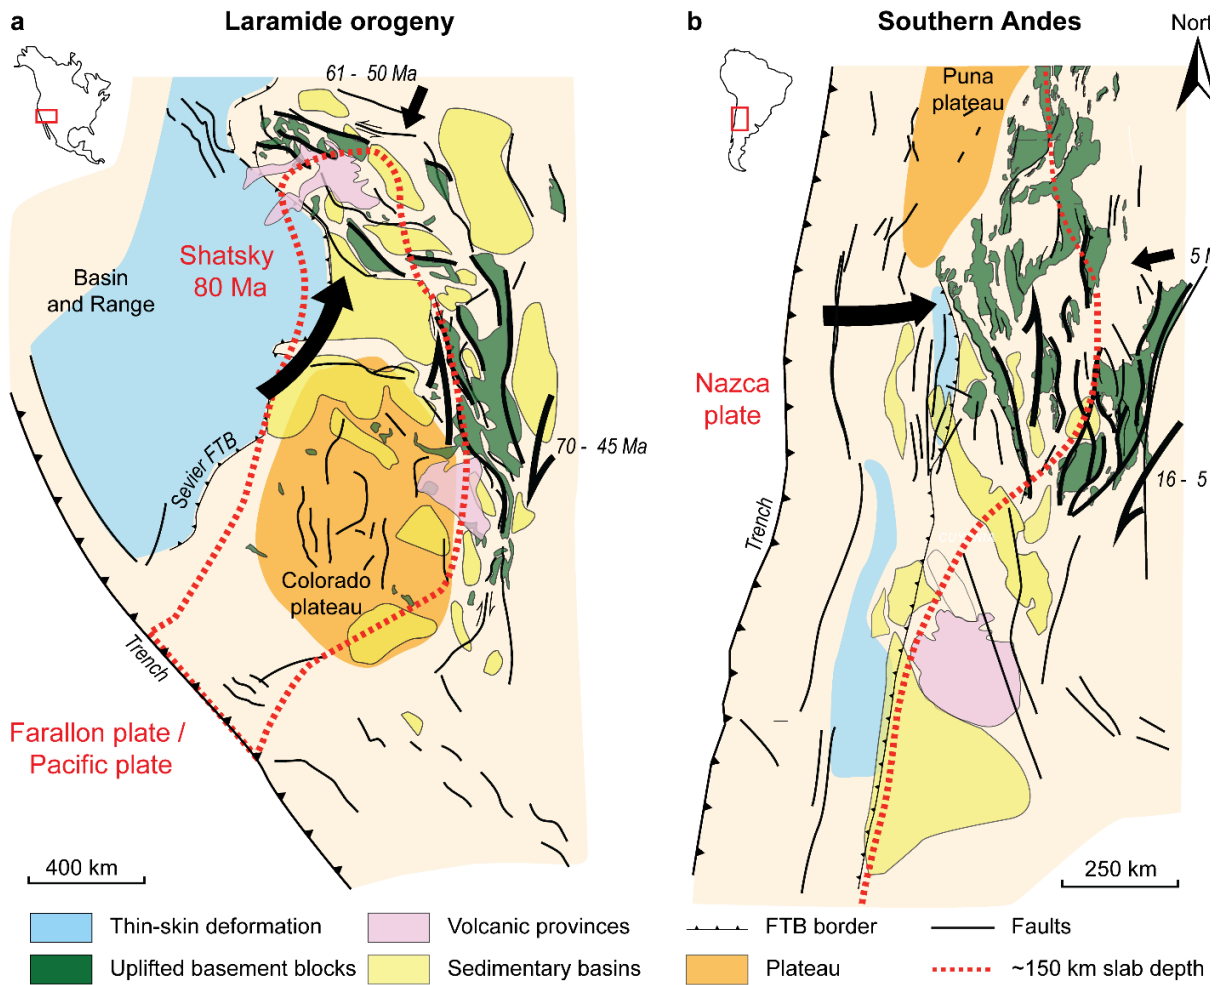 a
Laramide orogeny
61 - 50 Ma
Basin
and Range
Shatsky
80 Ma
Sevier FTB
70 - 45 Ma
Colorado
plateau
Trench
Farallon plate /
Pacific plate
400 km
b
Southern Andes
Nort
Puna
plateau
5 M
Nazca
plate
16 - 5
Trench
250 km
Thin-skin deformation
Volcanic provinces
FTB border
Faults
Uplifted basement blocks
Sedimentary basins
Plateau
~150 km slab depth